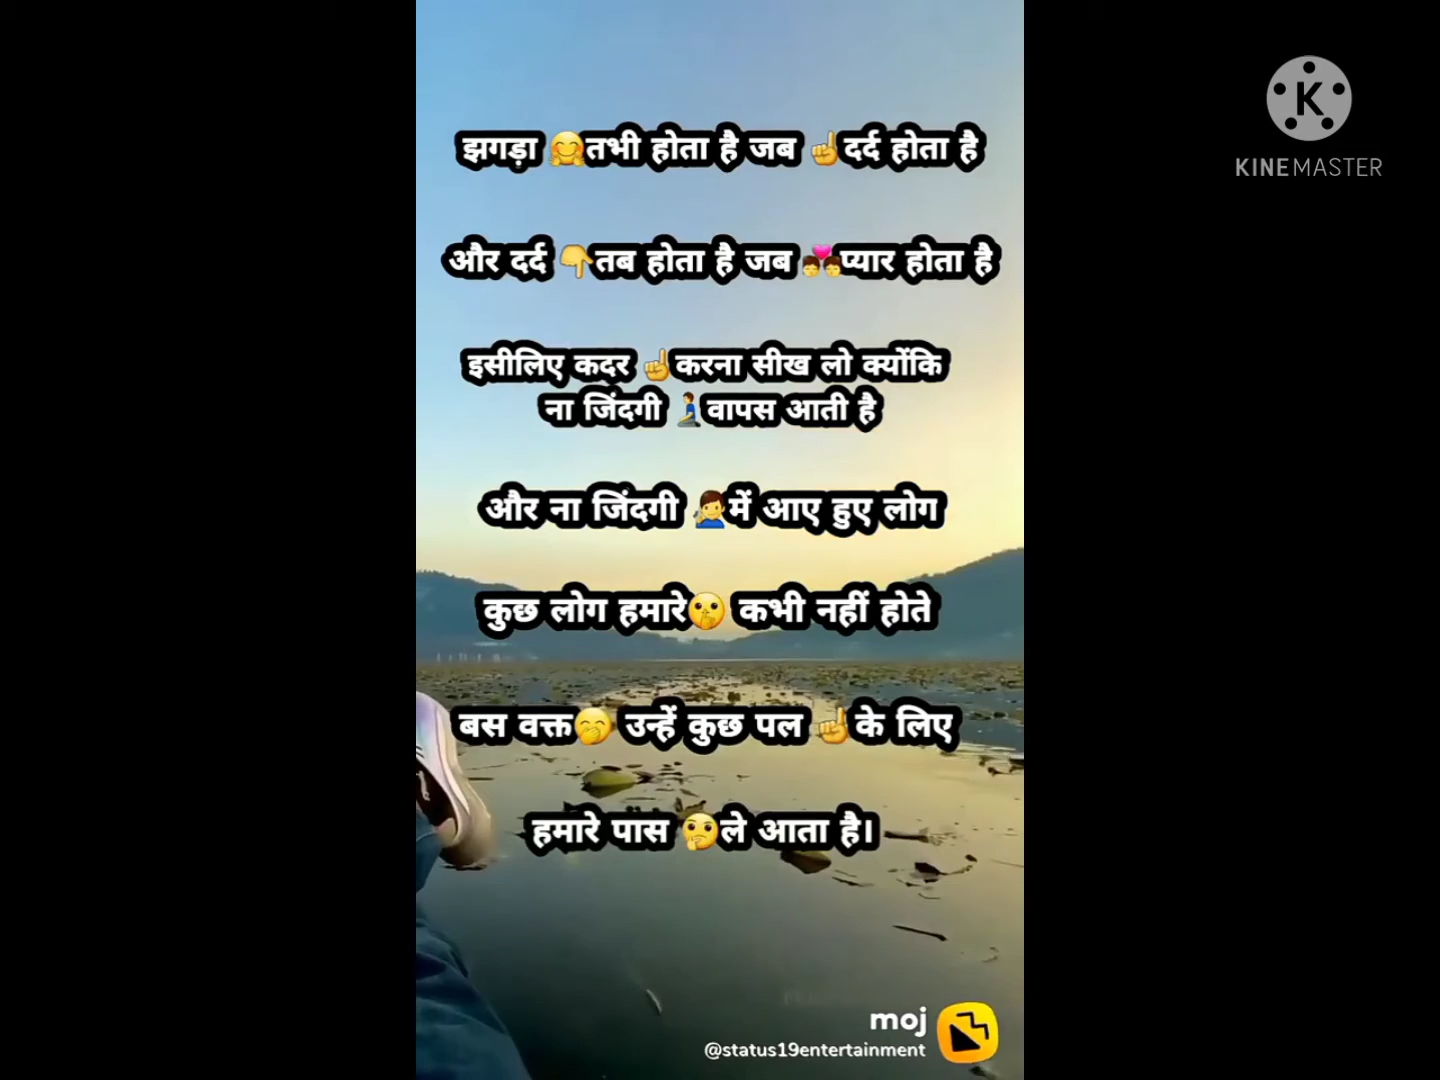 झगड़ा 🤗तभी होता है जब ☝दर्द होता है
और दर्द 👇तब होता है जब 💏प्यार होता है
इसीलिए कदर ☝करना सीख लो क्योंकि
ना जिंदगी 🧎‍♂️वापस आती है
और ना जिंदगी 🙋‍♂️में आए हुए लोग
कुछ लोग हमारे🤫 कभी नहीं होते
बस वक्त🤭 उन्हें कुछ पल ☝के लिए
हमारे पास 🤔ले आता है।
KINEMASTER
moj
@status19entertainment